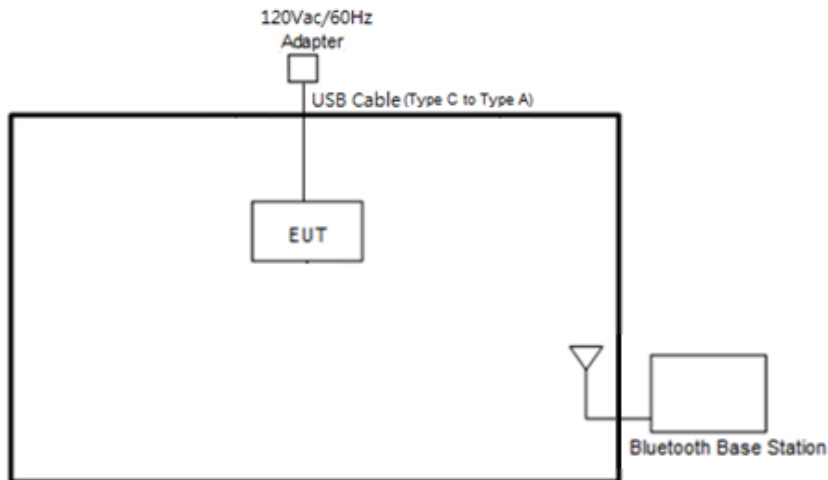 120Vac/60Hz
Adapter
USB Cable (Type C to Type A)
EUT
Bluetooth Base Station